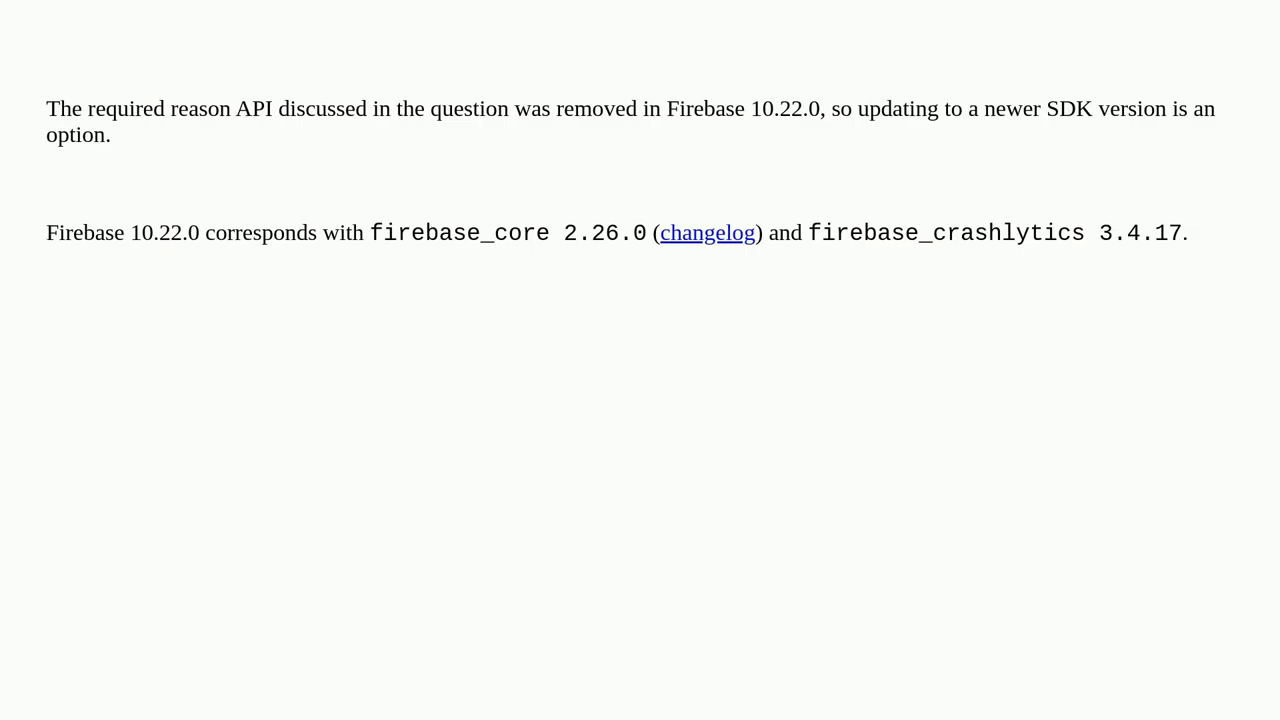 The required reason API discussed in the question was removed in Firebase 10.22.0, so updating to a newer SDK version is an
option.
Firebase 10.22.0 corresponds with firebase_core 2.26.0 (changelog) and firebase_crashlytics 3.4.17.